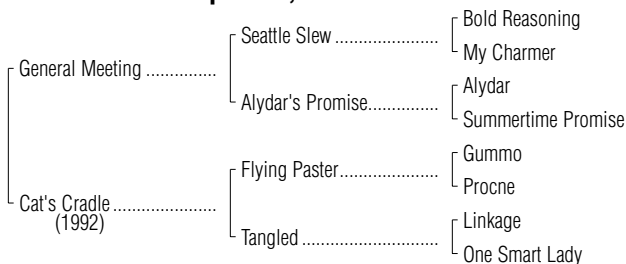 Bold Reasoning
Seattle Slew ....................
My Charmer
General Meeting ..............
Alydar
Alydar's Promise..............
Summertime Promise
Gummo
Flying Paster...................
Procne
Cat's Cradle ....................
(1992)
Linkage
Tangled ..........................
One Smart Lady